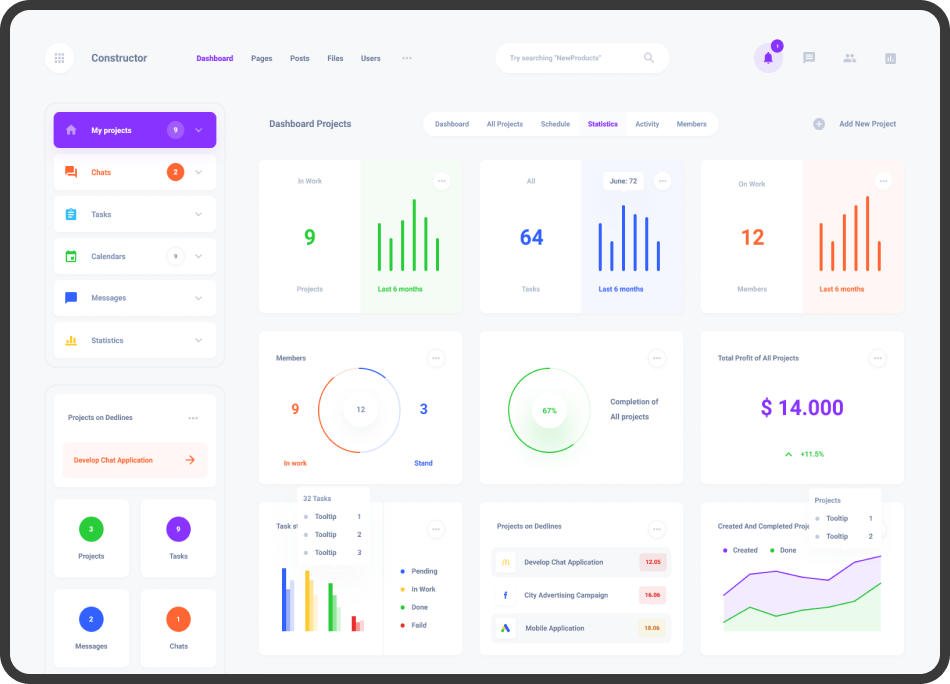 Constructor
Dashboard
Pages
Posts
Files
Users
Try searching "NewProducts"
1
My projects
9
Chats
2
Tasks
Calendars
9
Messages
Statistics
Projects on Dedlines
Develop Chat Application
3
Projects
9
Tasks
2
Messages
1
Chats
Dashboard Projects
Dashboard
All Projects
Schedule
Statistics
Activity
Members
Add New Project
In Work
9
Projects
Last 6 months
All
64
Tasks
June: 72
Last 6 months
On Work
12
Members
Last 6 months
Members
9
12
3
In work
Stand
67%
Completion of
All projects
Total Profit of All Projects
$ 14.000
+11.5%
Task st
32 Tasks
Tooltip 1
Tooltip 2
Tooltip 3
Pending
In Work
Done
Faild
Projects on Dedlines
Develop Chat Application
12.05
City Advertising Campaign
16.06
Mobile Application
18.06
Created And Completed Proje
Created
Done
Projects
Tooltip 1
Tooltip 2